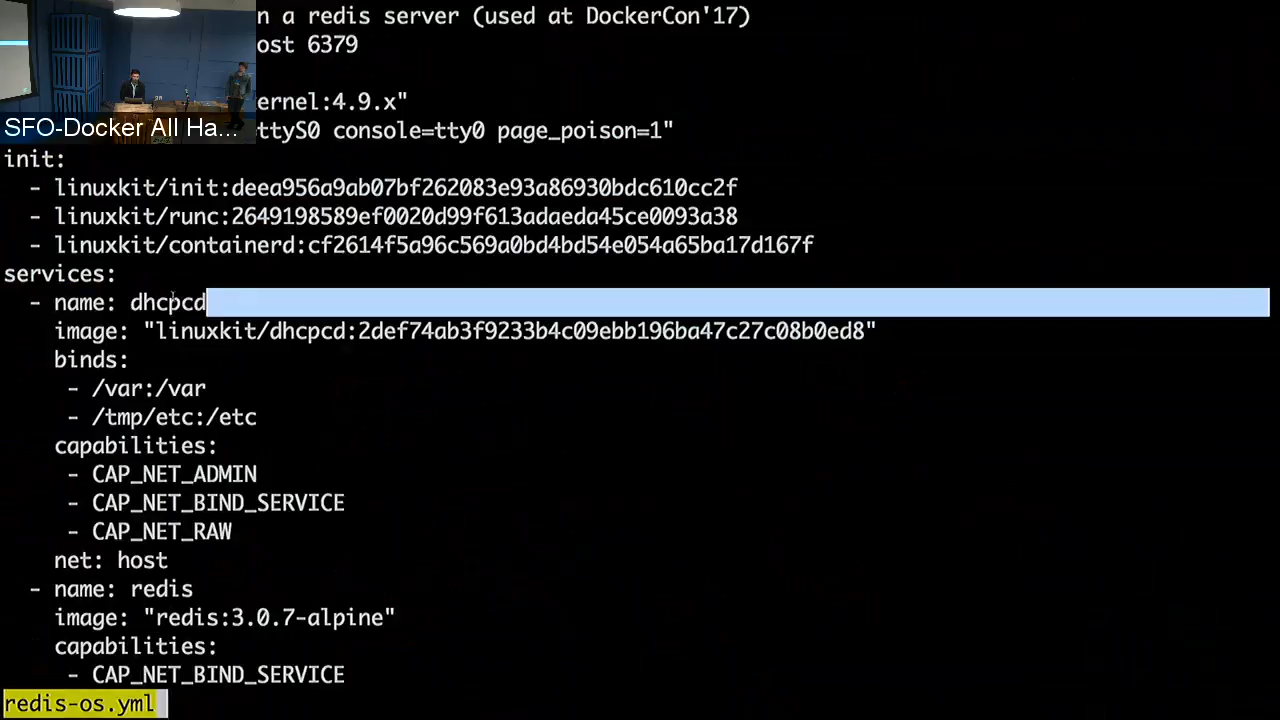 n a redis server (used at DockerCon'17)
ost 6379
ernel:4.9.x"
ttyS0 console=tty0 page_poison=1"
SFO-Docker All Ha...
init:
- linuxkit/init:deea956a9ab07bf262083e93a86930bdc610cc2f
- linuxkit/runc:2649198589ef0020d99f613adaeda45ce0093a38
- linuxkit/containerd:cf2614f5a96c569a0bd4bd54e054a65ba17d167f
services:
- name: dhcpcd
image: "linuxkit/dhcpcd:2def74ab3f9233b4c09ebb196ba47c27c08b0ed8"
binds:
- /var:/var
- /tmp/etc:/etc
capabilities:
- CAP_NET_ADMIN
- CAP_NET_BIND_SERVICE
- CAP_NET_RAW
net: host
- name: redis
image: "redis:3.0.7-alpine"
capabilities:
- CAP_NET_BIND_SERVICE
redis-os.yml